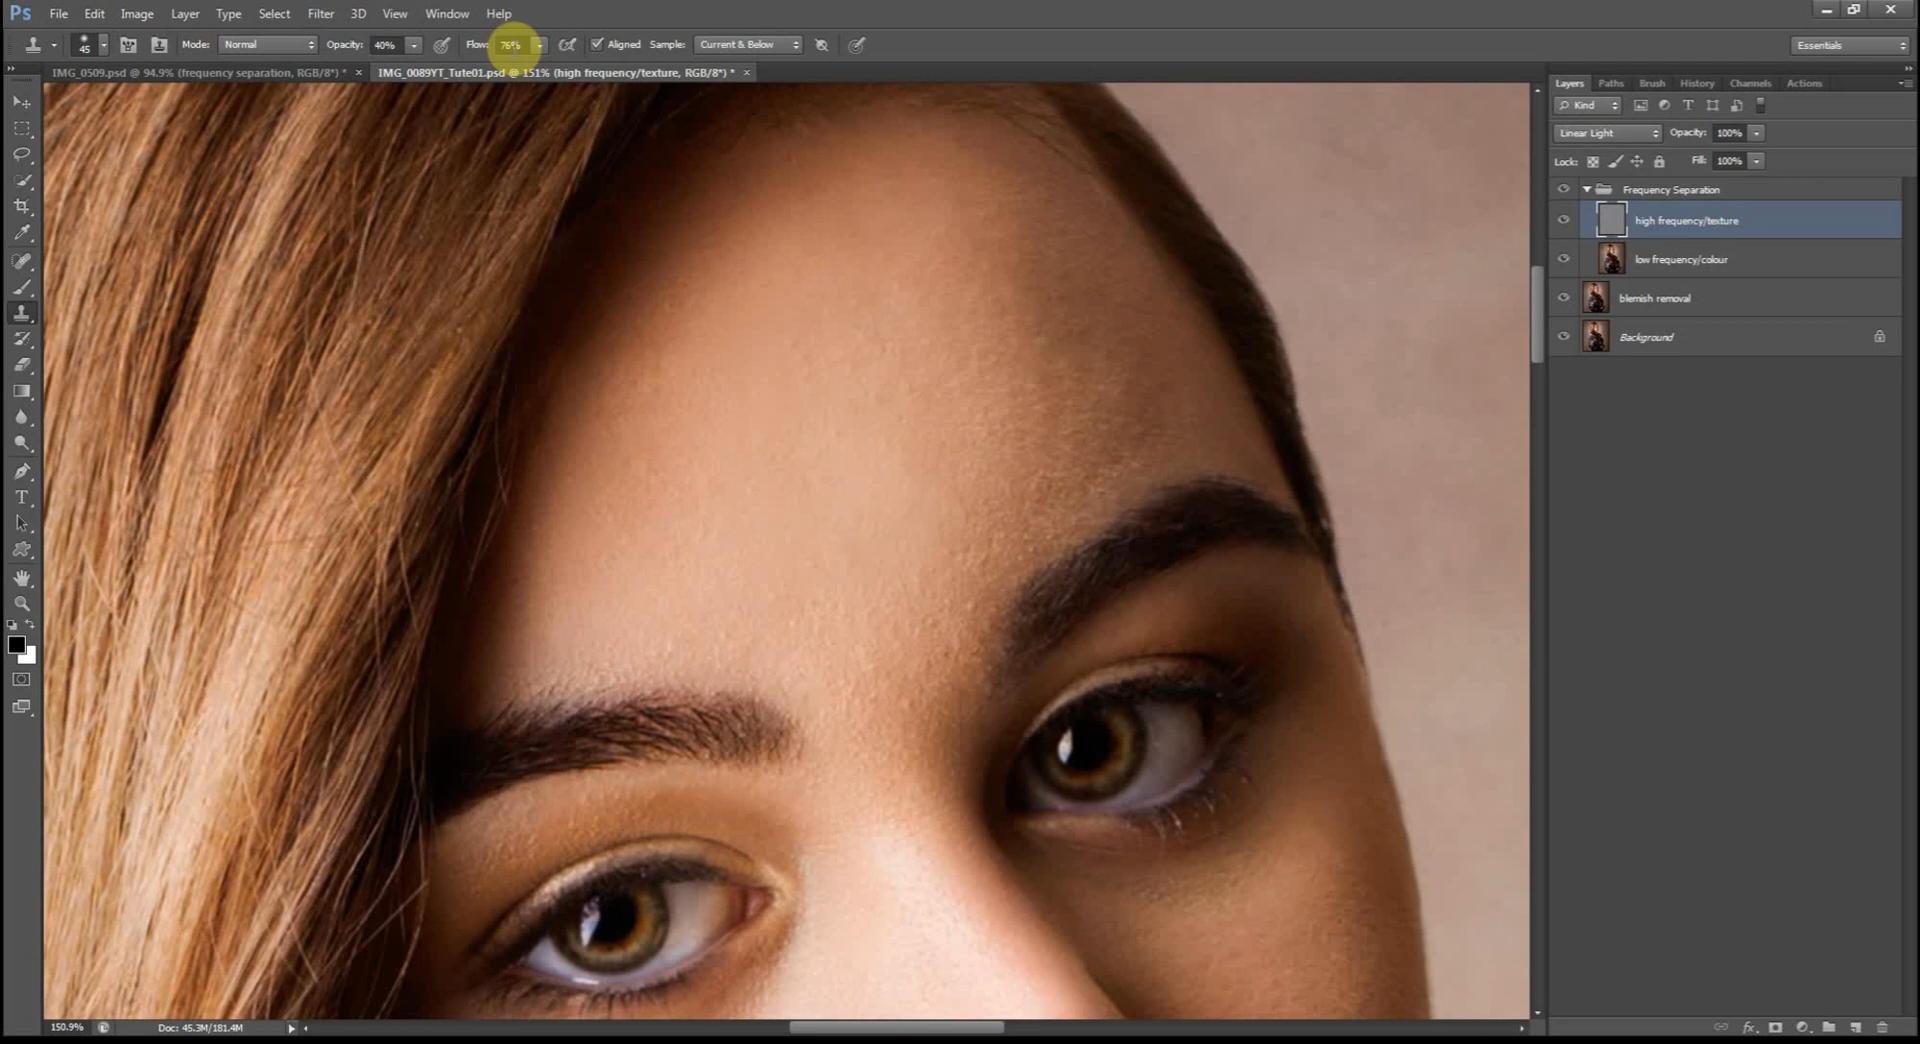 Ps File Edit Image Layer Type Select Filter 3D View Window Help
45 Mode: Normal Opacity: 40% Flow: 76% Aligned Sample: Current & Below Essentials
IMG_0509.psd @ 94.9% (frequency separation, RGB/8*) * × IMG_0089YT_Tute01.psd @ 151% (high frequency/texture, RGB/8*) * ×
Layers Paths Brush History Channels Actions
Kind
Linear Light Opacity: 100%
Lock: Fill: 100%
Frequency Separation
high frequency/texture
low frequency/colour
blemish removal
Background
150.9% Doc: 45.3M/181.4M
fx